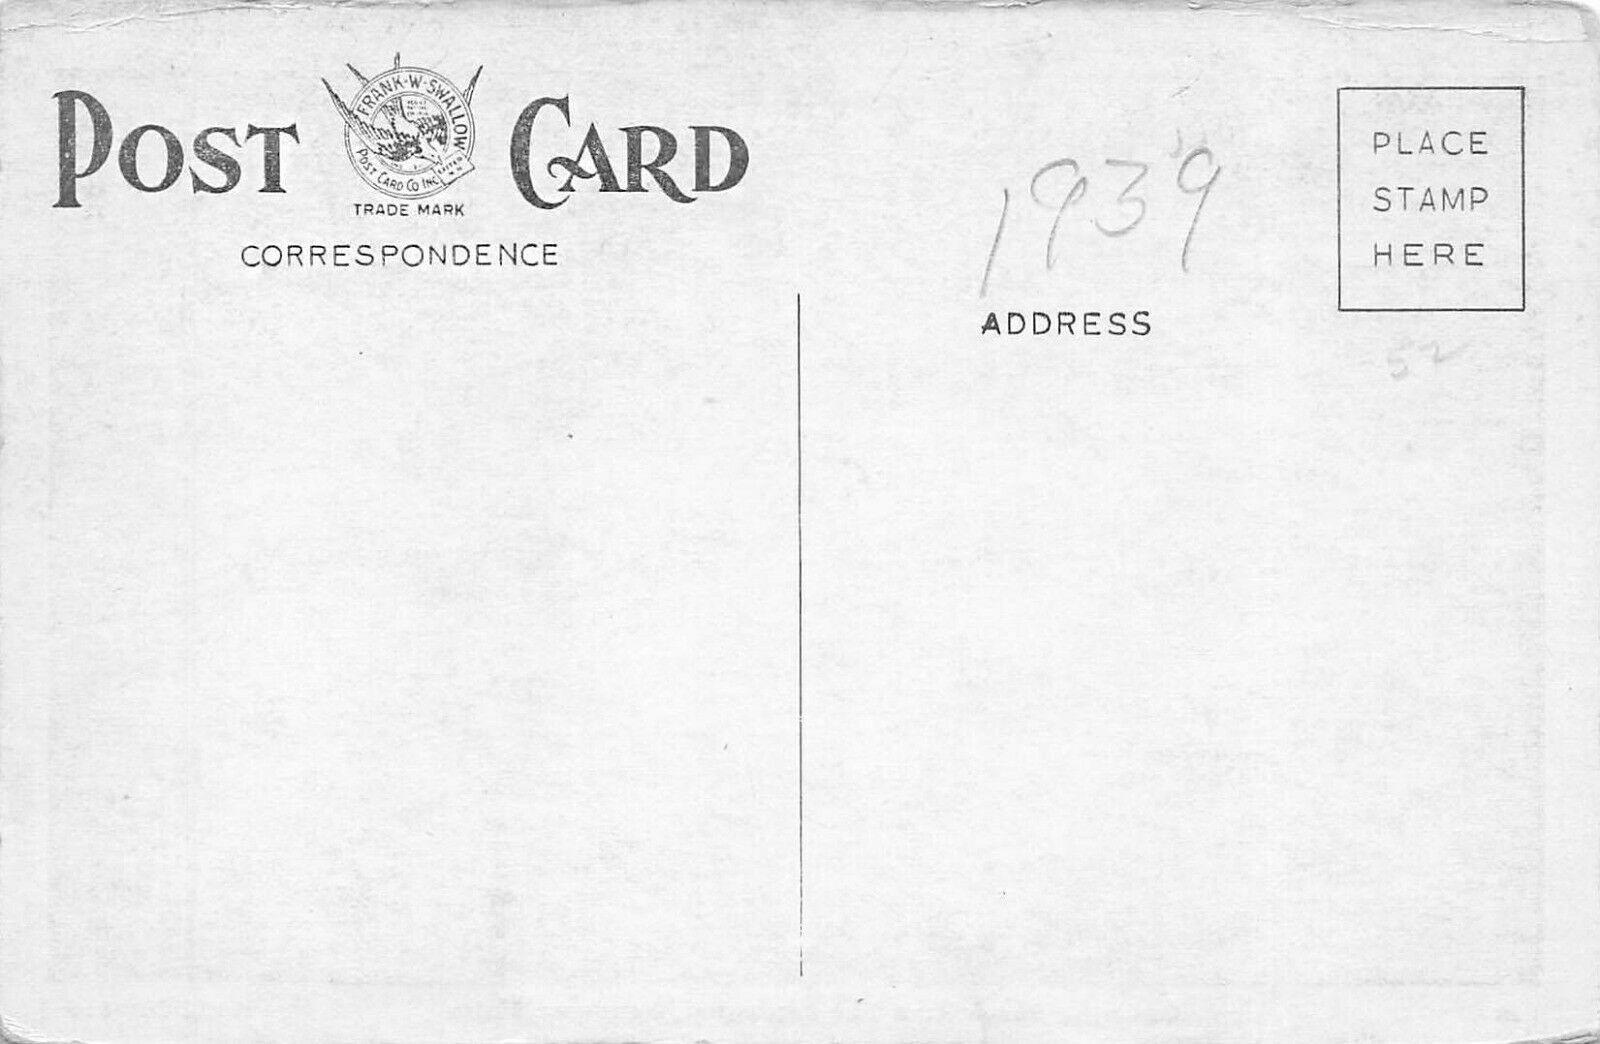 POST CARD
FRANK·W·SWALLOW
POST CARD CO INC
TRADE MARK
CORRESPONDENCE
1939
ADDRESS
PLACE
STAMP
HERE
52